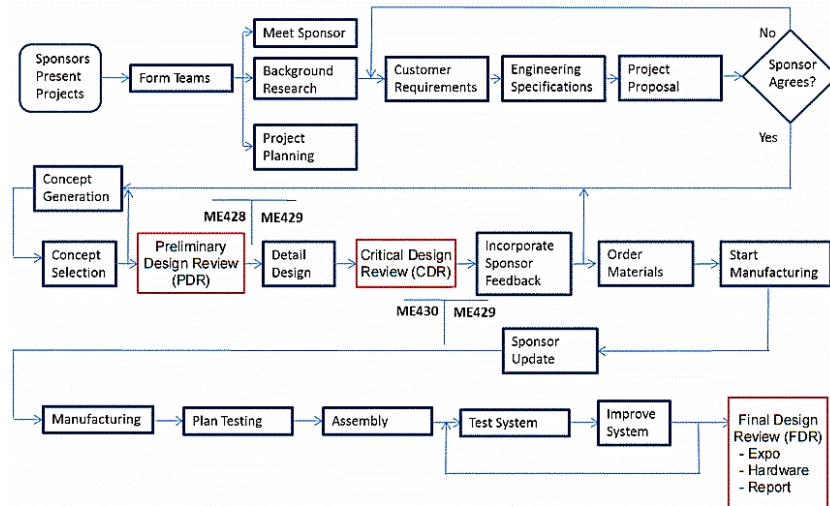 Sponsors
Present
Projects
Form Teams
Meet Sponsor
Background
Research
Project
Planning
Customer
Requirements
Engineering
Specifications
Project
Proposal
No
Sponsor
Agrees?
Yes
Concept
Generation
Concept
Selection
Preliminary
Design Review
(PDR)
ME428
ME429
Detail
Design
Critical Design
Review (CDR)
Incorporate
Sponsor
Feedback
Order
Materials
Start
Manufacturing
ME430
ME429
Sponsor
Update
Manufacturing
Plan Testing
Assembly
Test System
Improve
System
Final Design
Review (FDR)
- Expo
- Hardware
- Report